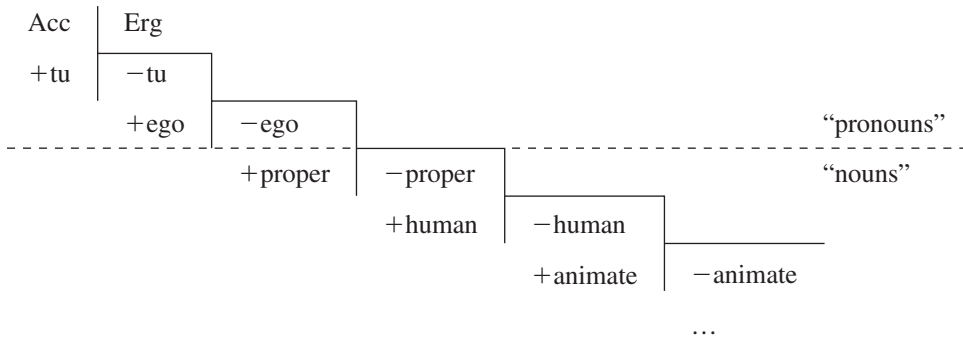 Acc Erg
+tu −tu
+ego −ego “pronouns”
+proper −proper “nouns”
+human −human
+animate −animate
…